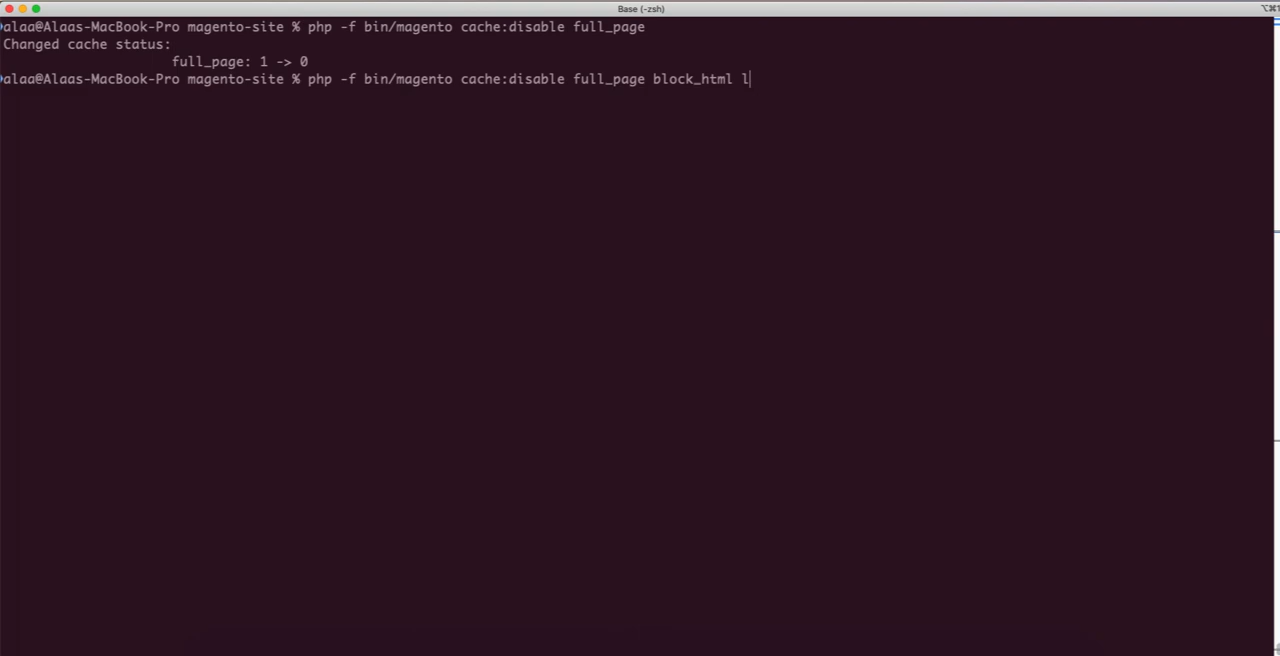 Base (-zsh)
alaa@Alaas-MacBook-Pro magento-site % php -f bin/magento cache:disable full_page
Changed cache status:
full_page: 1 -> 0
alaa@Alaas-MacBook-Pro magento-site % php -f bin/magento cache:disable full_page block_html l